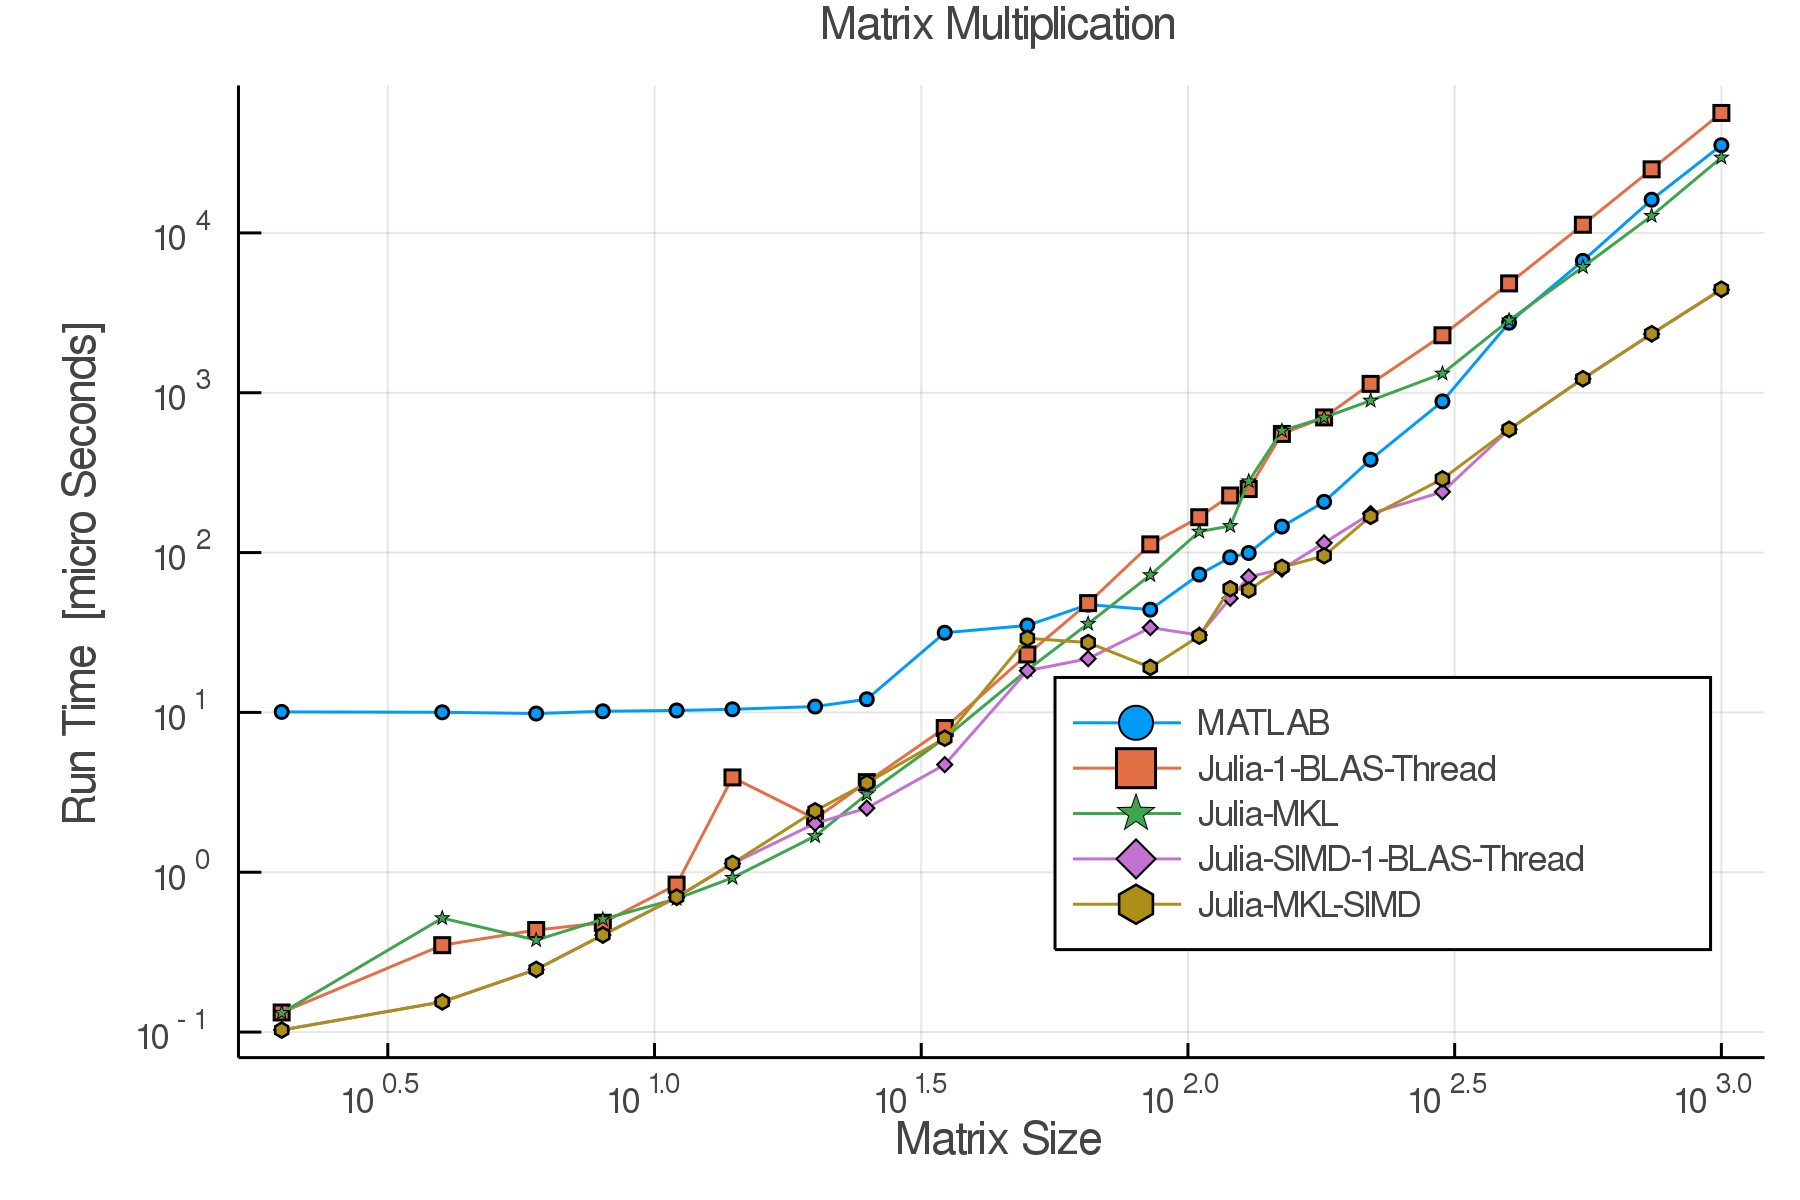 Matrix Multiplication
Run Time [micro Seconds]
10 4
10 3
10 2
10 1
10 0
10 - 1
10 0.5
10 1.0
10 1.5
10 2.0
10 2.5
10 3.0
Matrix Size
MATLAB
Julia-1-BLAS-Thread
Julia-MKL
Julia-SIMD-1-BLAS-Thread
Julia-MKL-SIMD